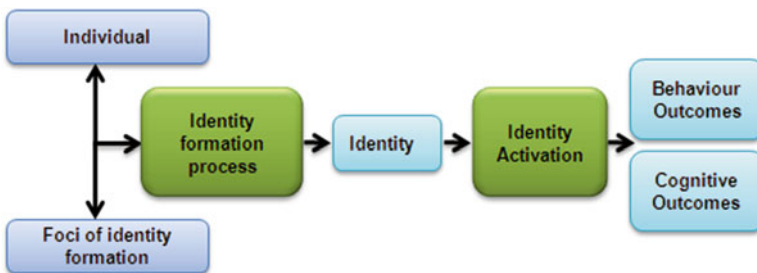 Individual
Identity
formation
process
Identity
Identity
Activation
Behaviour
Outcomes
Cognitive
Outcomes
Foci of identity
formation